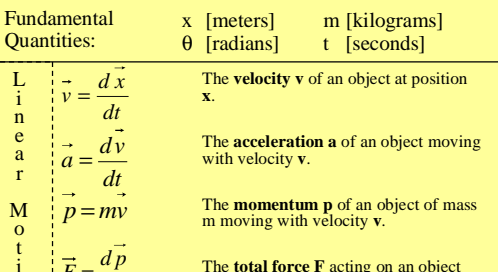 Fundamental x [meters] m [kilograms]
Quantities: θ [radians] t [seconds]
Linear Moti
v = dx/dt The velocity v of an object at position
x.
a = dv/dt The acceleration a of an object moving
with velocity v.
p = mv The momentum p of an object of mass
m moving with velocity v.
F = dp The total force F acting on an object